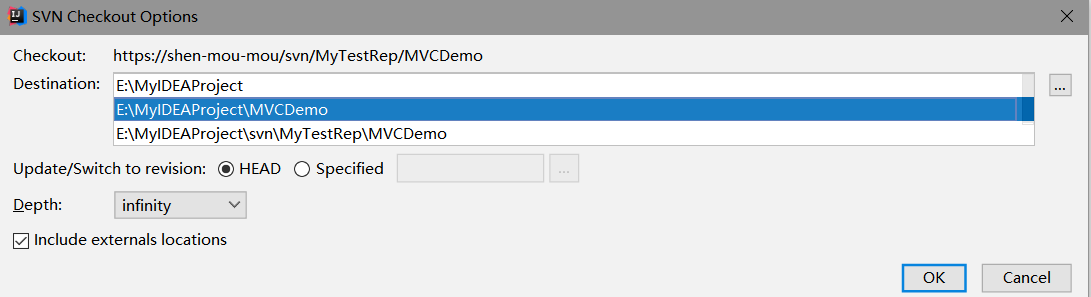 SVN Checkout Options
Checkout: https://shen-mou-mou/svn/MyTestRep/MVCDemo
Destination: E:\MyIDEAProject
...
E:\MyIDEAProject\MVCDemo
E:\MyIDEAProject\svn\MyTestRep\MVCDemo
Update/Switch to revision: HEAD Specified ...
Depth: infinity
Include externals locations
OK Cancel